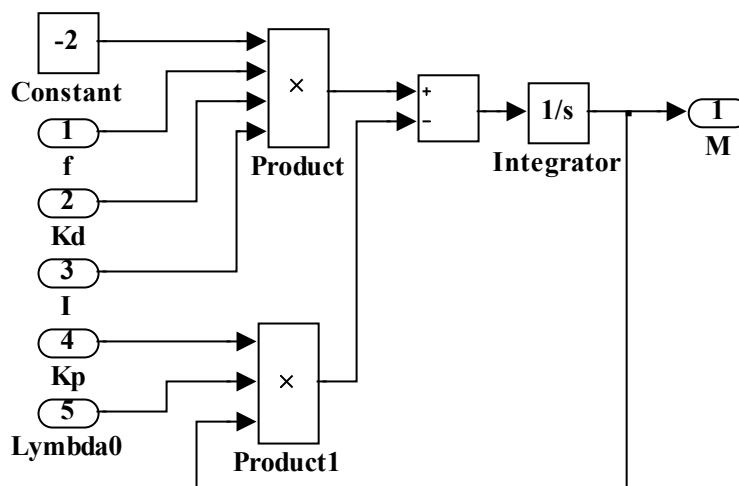 -2
Constant
1
f
2
Kd
3
I
4
Kp
5
Lymbda0
×
Product
×
Product1
+
−
1/s
Integrator
1
M